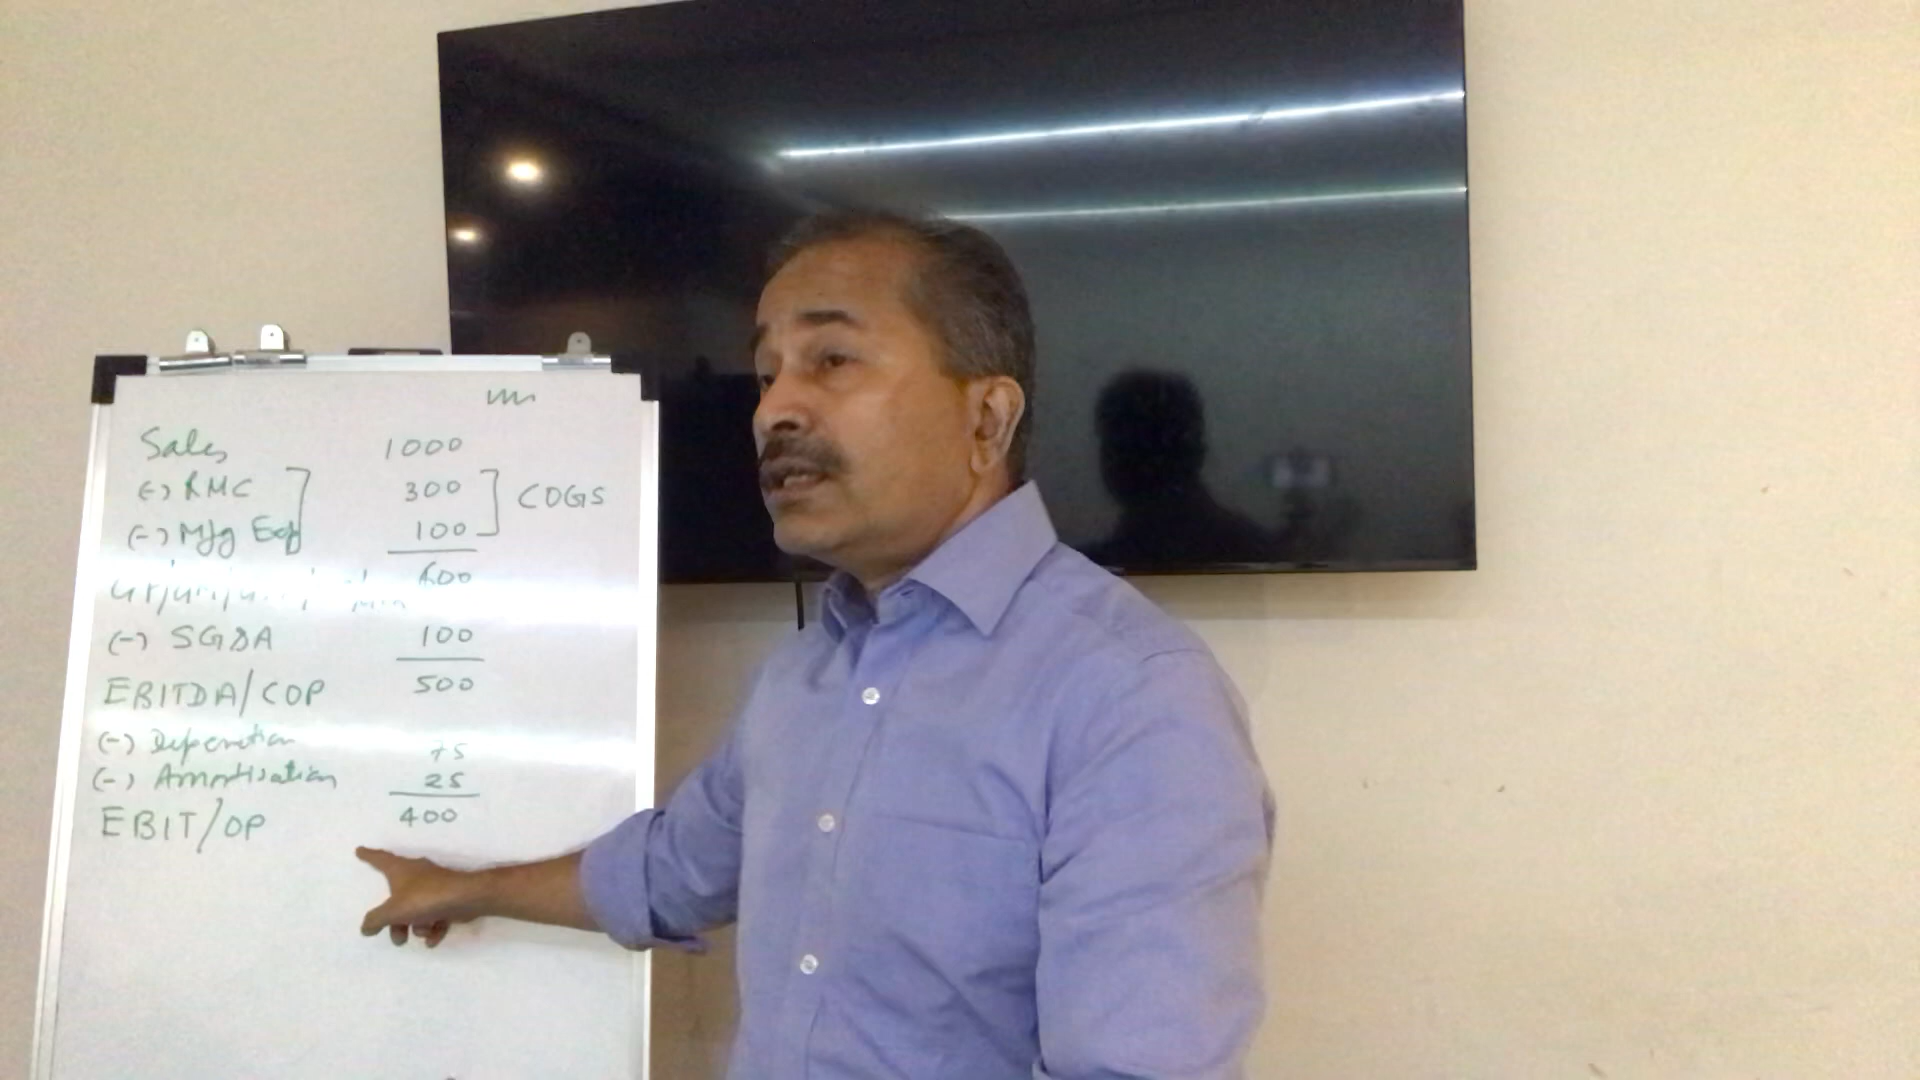 Sales 1000
(-) RMC 300
COGS
(-) Mfg Exp 100
600
(-) SG&A 100
EBITDA/COP 500
(-) Depreciation 75
(-) Amortisation 25
EBIT/OP 400